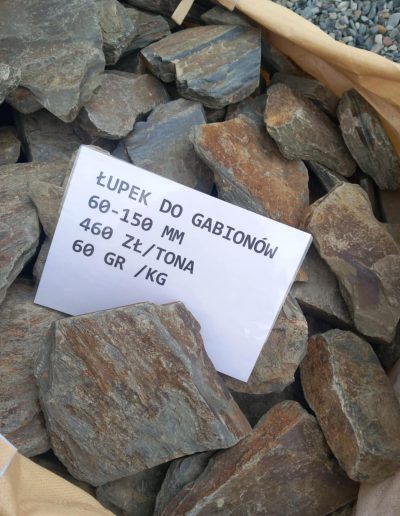 ŁUPEK DO GABIONÓW
60-150 MM
460 ZŁ/TONA
60 GR /KG